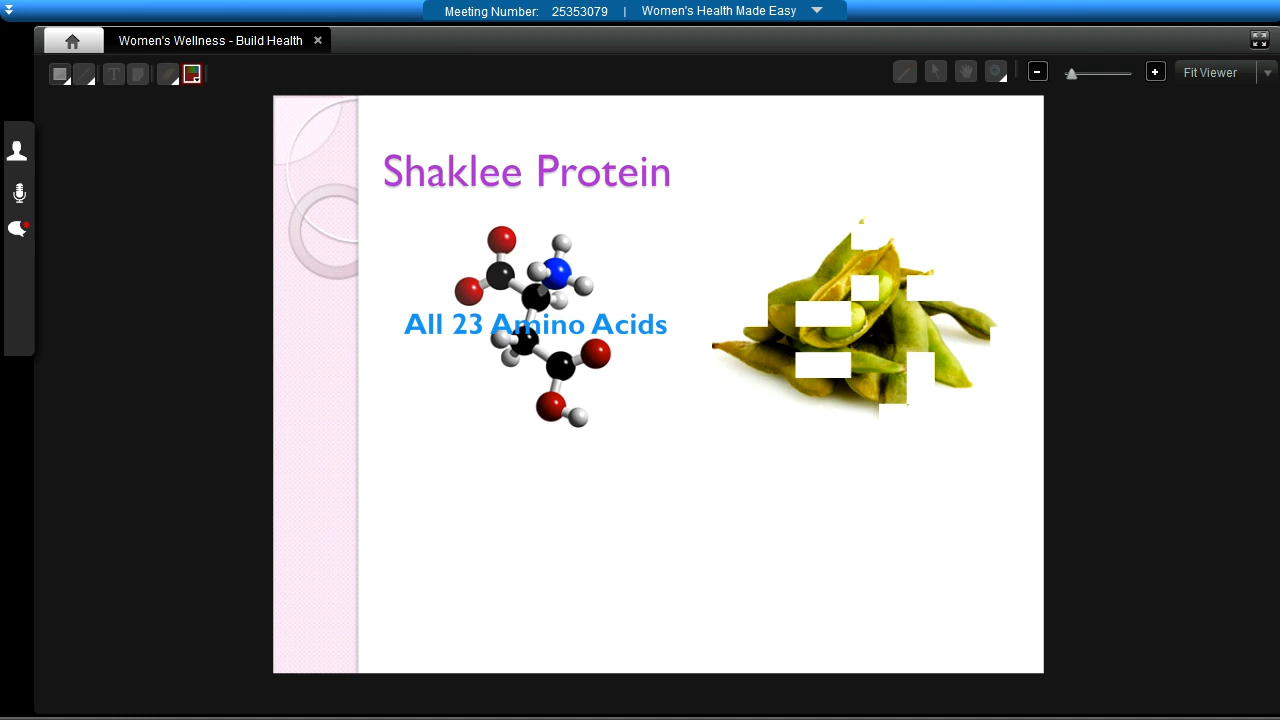 Meeting Number: 25353079 | Women's Health Made Easy
Women's Wellness - Build Health
T
Fit Viewer
Shaklee Protein
All 23 Amino Acids